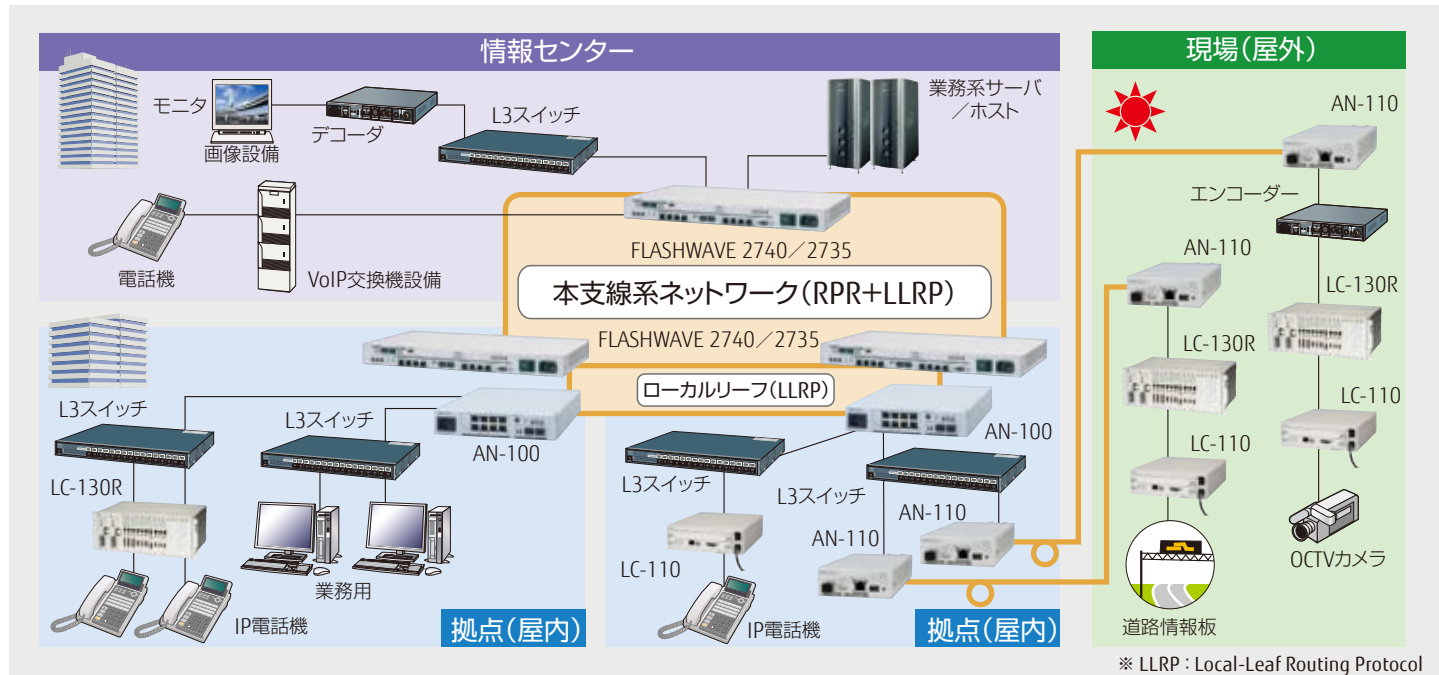 情報センター
モニタ
画像設備
デコーダ
L3スイッチ
業務系サーバ
／ホスト
電話機
VoIP交換機設備
FLASHWAVE 2740／2735
本支線系ネットワーク(RPR+LLRP)
FLASHWAVE 2740／2735
ローカルリーフ(LLRP)
L3スイッチ
L3スイッチ
AN-100
LC-130R
業務用
IP電話機
拠点(屋内)
AN-100
L3スイッチ
L3スイッチ
AN-110
AN-110
LC-110
IP電話機
拠点(屋内)
現場(屋外)
AN-110
エンコーダー
AN-110
LC-130R
LC-130R
LC-110
LC-110
OCTVカメラ
道路情報板
※ LLRP：Local-Leaf Routing Protocol